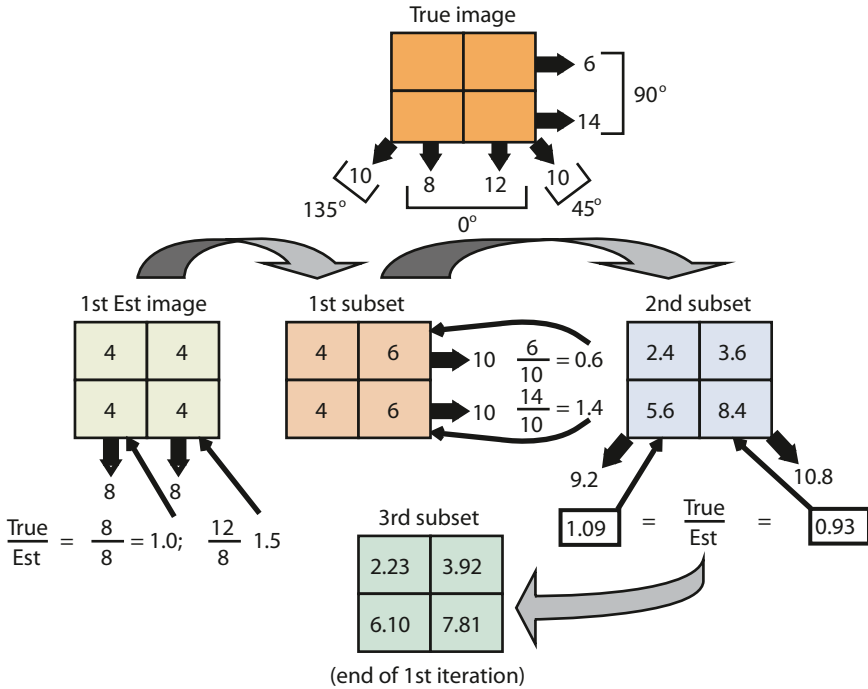 True image
6
90°
14
10
8
12
10
135°
0°
45°
1st Est image
1st subset
2nd subset
4 4
4 4
4 6
4 6
10 6/10 = 0.6
10 14/10 = 1.4
2.4 3.6
5.6 8.4
8 8
9.2
10.8
True/Est = 8/8 = 1.0; 12/8 1.5
1.09 = True/Est = 0.93
3rd subset
2.23 3.92
6.10 7.81
(end of 1st iteration)